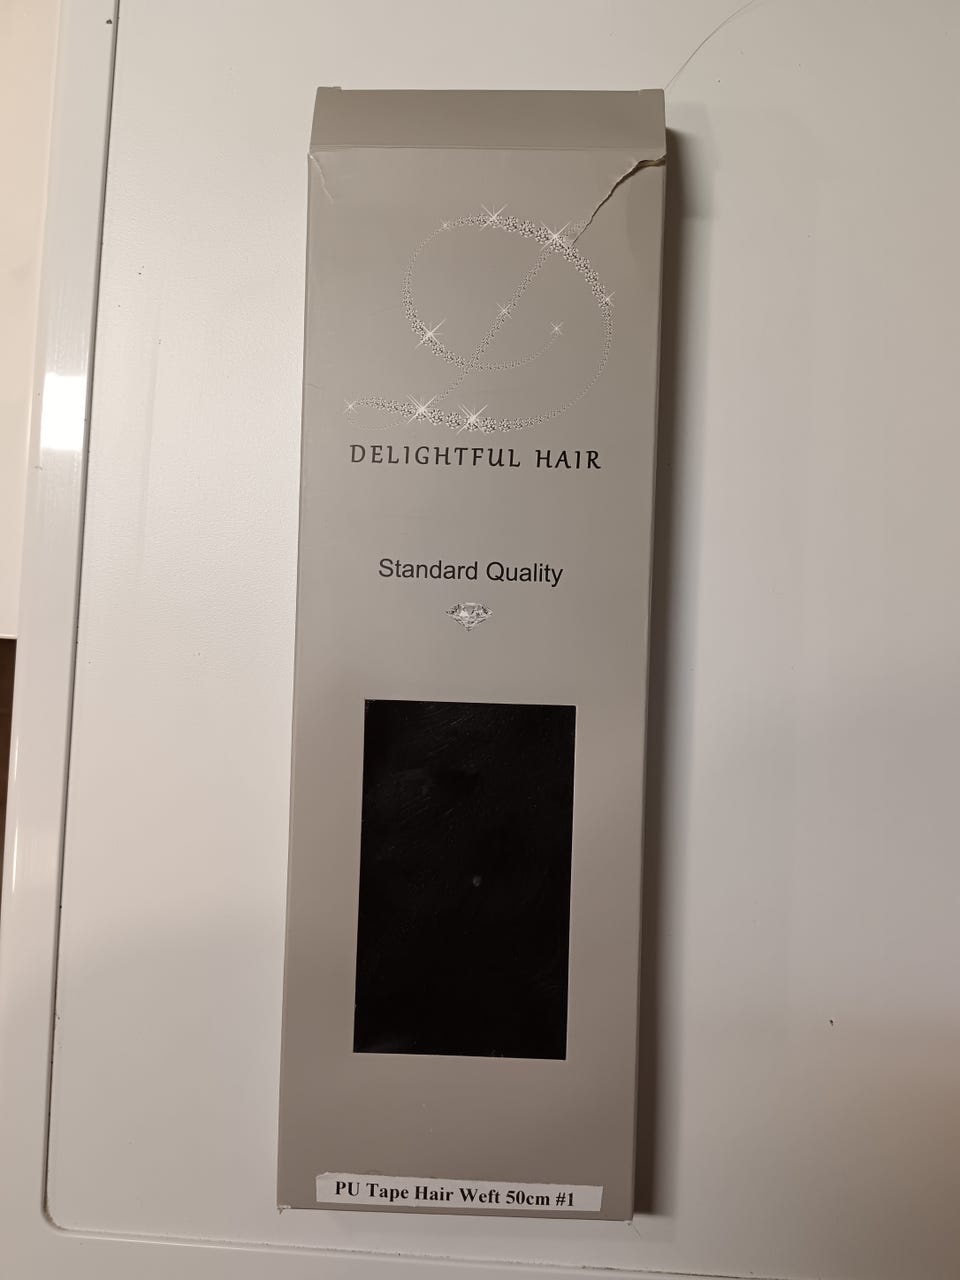 D
DELIGHTFUL HAIR
Standard Quality
PU Tape Hair Weft 50cm #1